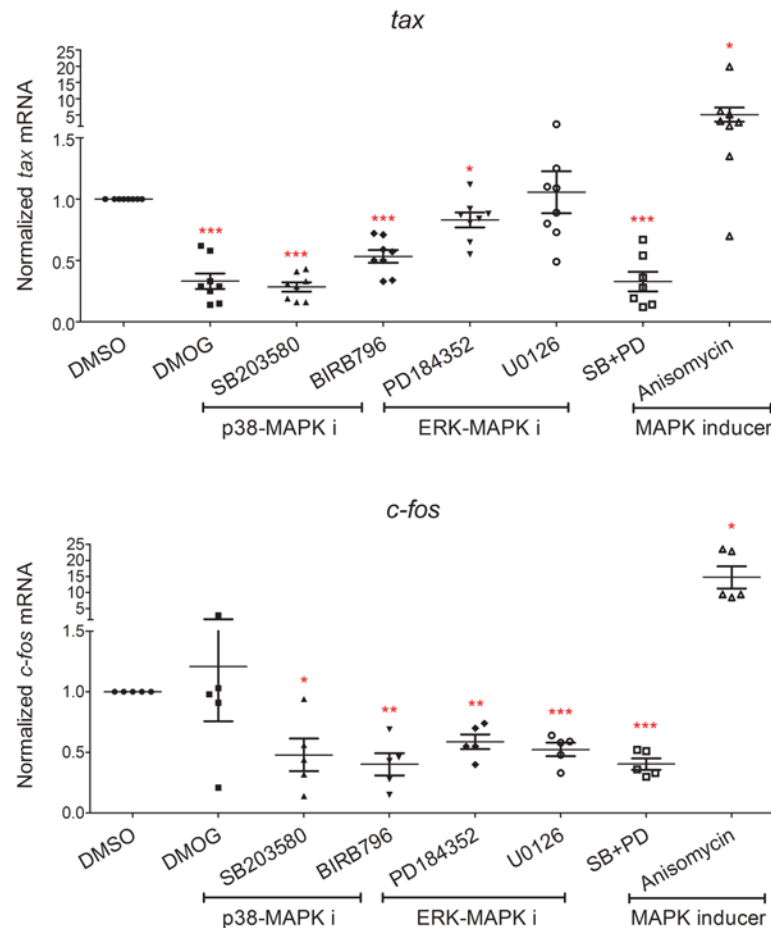 tax
Normalized tax mRNA
25
20
15
10
5
1.5
1.0
0.5
0.0
*** *** *** * *** *
DMSO DMOG SB203580 BIRB796 PD184352 U0126 SB+PD Anisomycin
p38-MAPK i ERK-MAPK i MAPK inducer
c-fos
Normalized c-fos mRNA
25
20
15
10
5
1.5
1.0
0.5
0.0
* ** ** *** *** *
DMSO DMOG SB203580 BIRB796 PD184352 U0126 SB+PD Anisomycin
p38-MAPK i ERK-MAPK i MAPK inducer